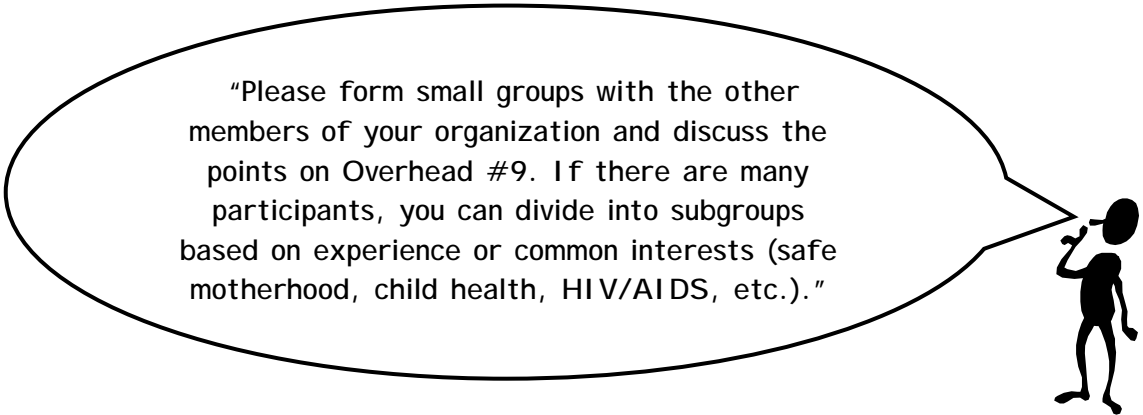 “Please form small groups with the other
members of your organization and discuss the
points on Overhead #9. If there are many
participants, you can divide into subgroups
based on experience or common interests (safe
motherhood, child health, HIV/AIDS, etc.).”